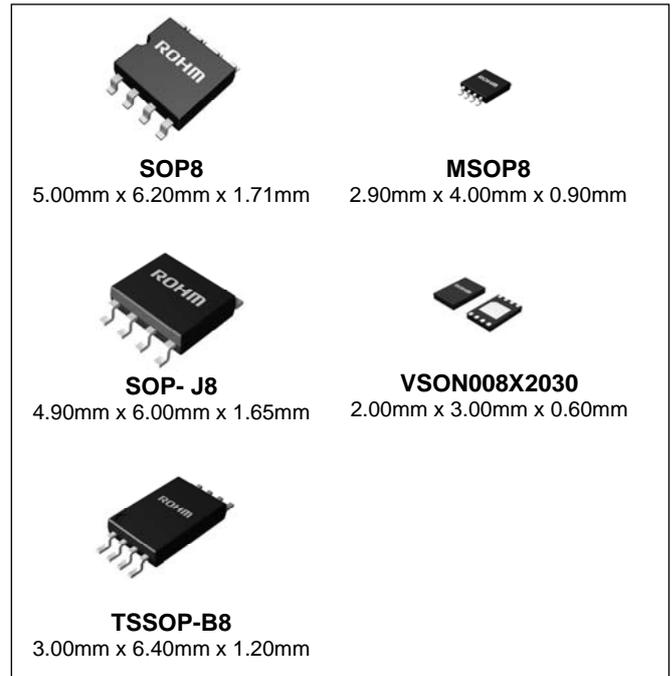 ROHM
SOP8
5.00mm x 6.20mm x 1.71mm
ROHM
MSOP8
2.90mm x 4.00mm x 0.90mm
ROHM
SOP- J8
4.90mm x 6.00mm x 1.65mm
ROHM
VSON008X2030
2.00mm x 3.00mm x 0.60mm
ROHM
TSSOP-B8
3.00mm x 6.40mm x 1.20mm